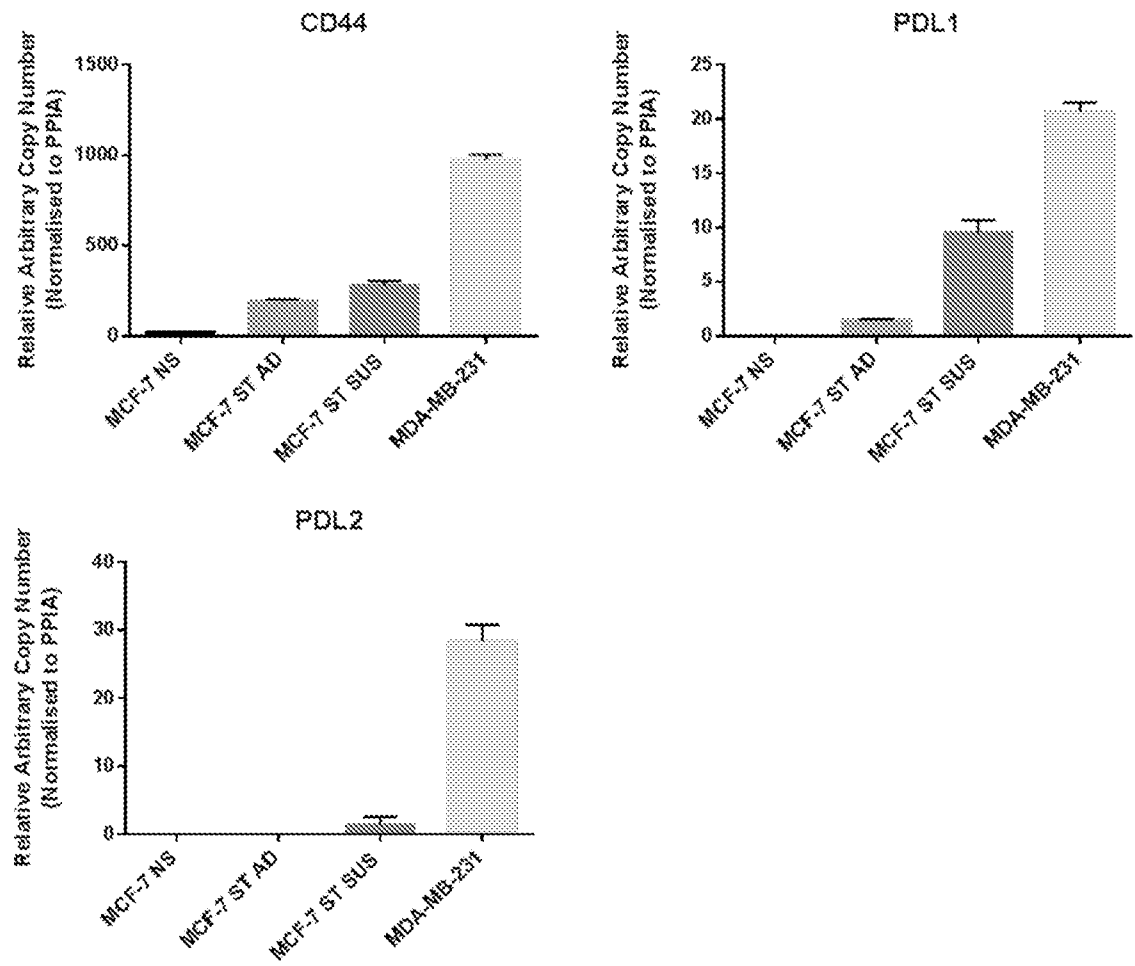 CD44
Relative Arbitrary Copy Number
(Normalised to PPIA)
1500
1000
500
0
MCF-7 NS
MCF-7 ST AD
MCF-7 ST SUS
MDA-MB-231
PDL1
Relative Arbitrary Copy Number
(Normalised to PPIA)
25
20
15
10
5
0
MCF-7 NS
MCF-7 ST AD
MCF-7 ST SUS
MDA-MB-231
PDL2
Relative Arbitrary Copy Number
(Normalised to PPIA)
40
30
20
10
0
MCF-7 NS
MCF-7 ST AD
MCF-7 ST SUS
MDA-MB-231